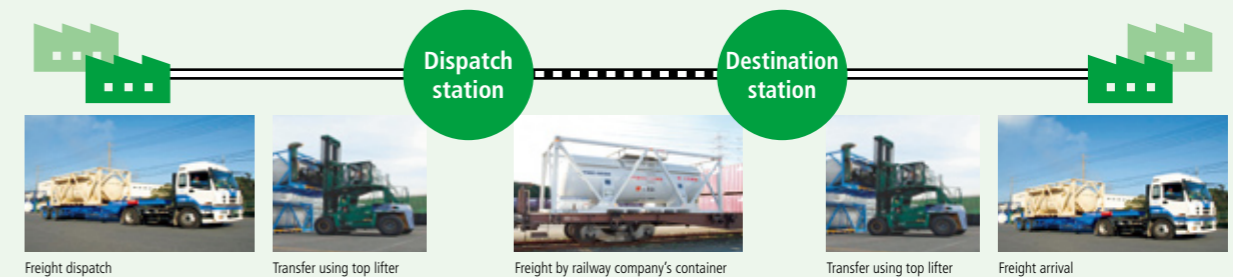 Dispatch
station
Destination
station
Freight dispatch
Transfer using top lifter
Freight by railway company's container
Transfer using top lifter
Freight arrival